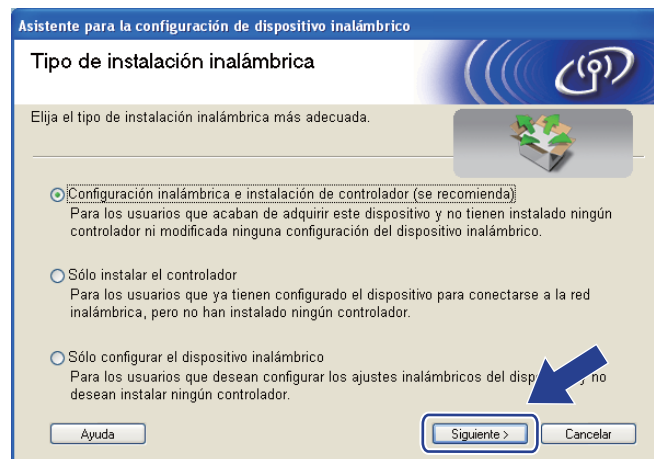 Asistente para la configuración de dispositivo inalámbrico
Tipo de instalación inalámbrica
Elija el tipo de instalación inalámbrica más adecuada.
Configuración inalámbrica e instalación de controlador (se recomienda)
Para los usuarios que acaban de adquirir este dispositivo y no tienen instalado ningún
controlador ni modificada ninguna configuración del dispositivo inalámbrico.
Sólo instalar el controlador
Para los usuarios que ya tienen configurado el dispositivo para conectarse a la red
inalámbrica, pero no han instalado ningún controlador.
Sólo configurar el dispositivo inalámbrico
Para los usuarios que desean configurar los ajustes inalámbricos del no
desean instalar ningún controlador.
Ayuda
Siguiente >
Cancelar